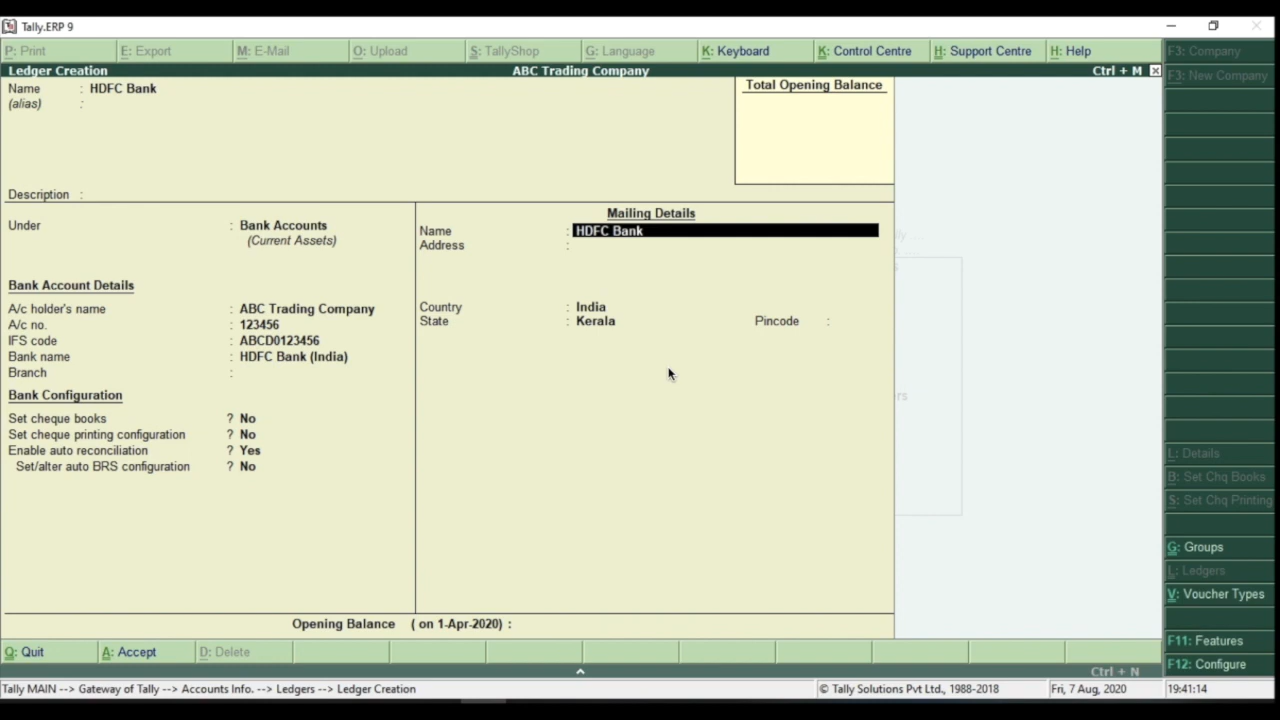 Tally.ERP 9
P: Print E: Export M: E-Mail O: Upload S: TallyShop G: Language K: Keyboard K: Control Centre H: Support Centre H: Help F3: Company
Ledger Creation ABC Trading Company Ctrl + M
F3: New Company
Name : HDFC Bank
(alias) :
Total Opening Balance
Description :
Under : Bank Accounts
(Current Assets)
Bank Account Details
A/c holder's name : ABC Trading Company
A/c no. : 123456
IFS code : ABCD0123456
Bank name : HDFC Bank (India)
Branch :
Bank Configuration
Set cheque books ? No
Set cheque printing configuration ? No
Enable auto reconciliation ? Yes
Set/alter auto BRS configuration ? No
Mailing Details
Name : HDFC Bank
Address :
Country : India
State : Kerala Pincode :
Opening Balance ( on 1-Apr-2020) :
L: Details
B: Set Chq Books
S: Set Chq Printing
G: Groups
L: Ledgers
V: Voucher Types
F11: Features
F12: Configure
Q: Quit A: Accept D: Delete
Ctrl + N
Tally MAIN --> Gateway of Tally --> Accounts Info. --> Ledgers --> Ledger Creation © Tally Solutions Pvt Ltd., 1988-2018 Fri, 7 Aug, 2020 19:41:14